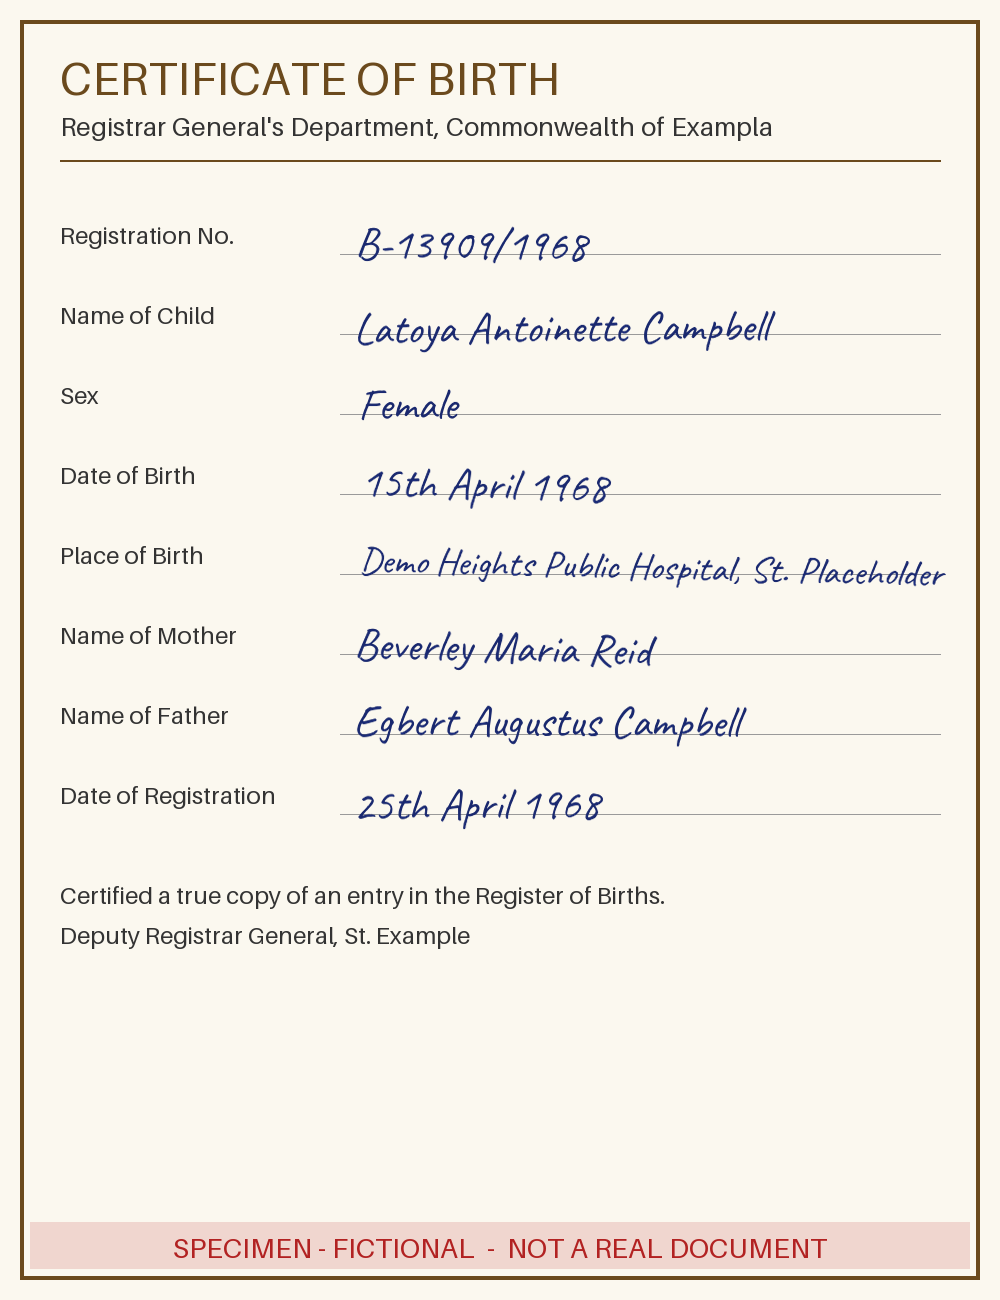 CERTIFICATE OF BIRTH
Registrar General's Department, Commonwealth of Exampla
Registration No. B-13909/1968
Name of Child Latoya Antoinette Campbell
Sex Female
Date of Birth 15th April 1968
Place of Birth Demo Heights Public Hospital, St. Placeholder
Name of Mother Beverley Maria Reid
Name of Father Egbert Augustus Campbell
Date of Registration 25th April 1968
Certified a true copy of an entry in the Register of Births.
Deputy Registrar General, St. Example
SPECIMEN - FICTIONAL - NOT A REAL DOCUMENT